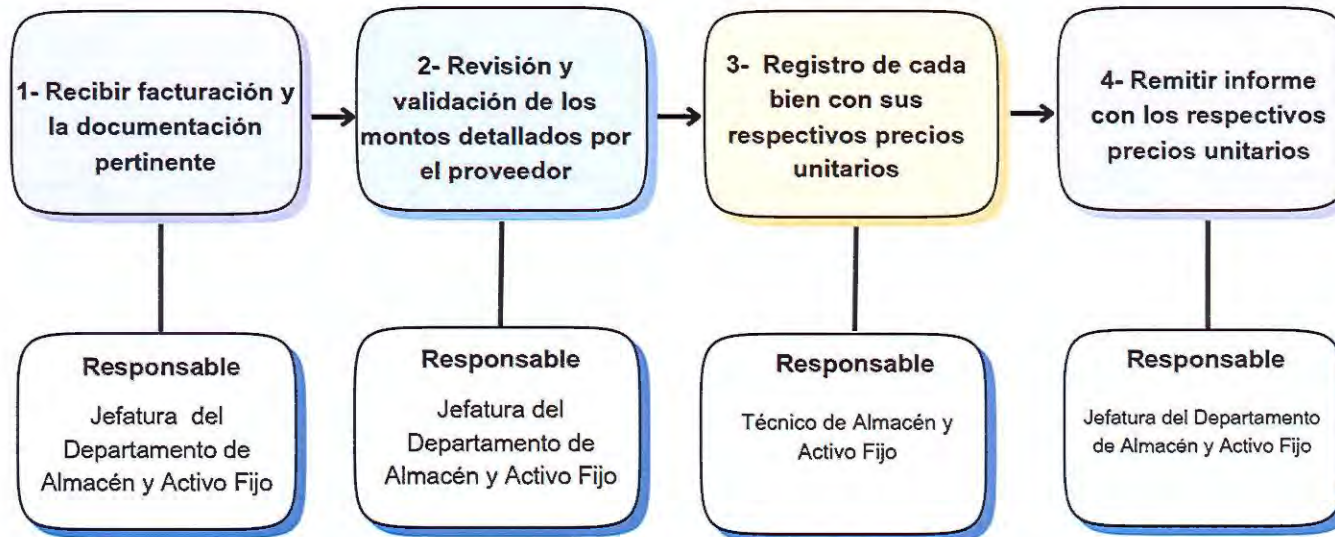 1- Recibir facturación y
la documentación
pertinente
2- Revisión y
validación de los
montos detallados por
el proveedor
3- Registro de cada
bien con sus
respectivos precios
unitarios
4- Remitir informe
con los respectivos
precios unitarios
Responsable
Jefatura del
Departamento de
Almacén y Activo Fijo
Responsable
Jefatura del
Departamento de
Almacén y Activo Fijo
Responsable
Técnico de Almacén y
Activo Fijo
Responsable
Jefatura del Departamento
de Almacén y Activo Fijo